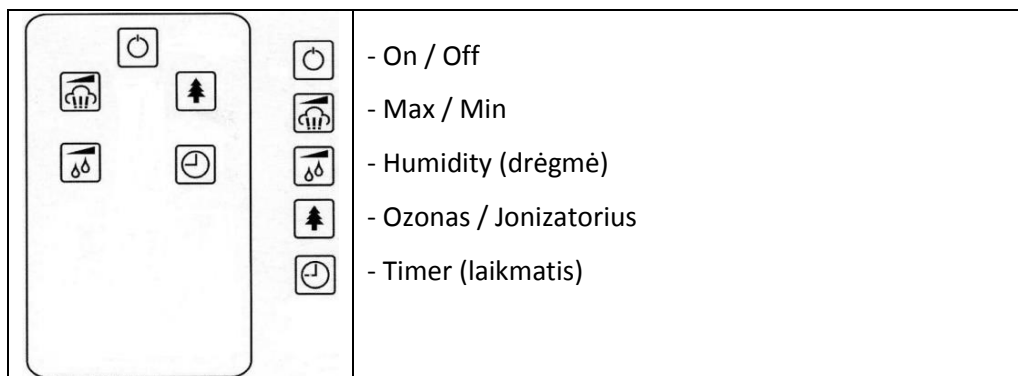 - On / Off
- Max / Min
- Humidity (drėgmė)
- Ozonas / Jonizatorius
- Timer (laikmatis)